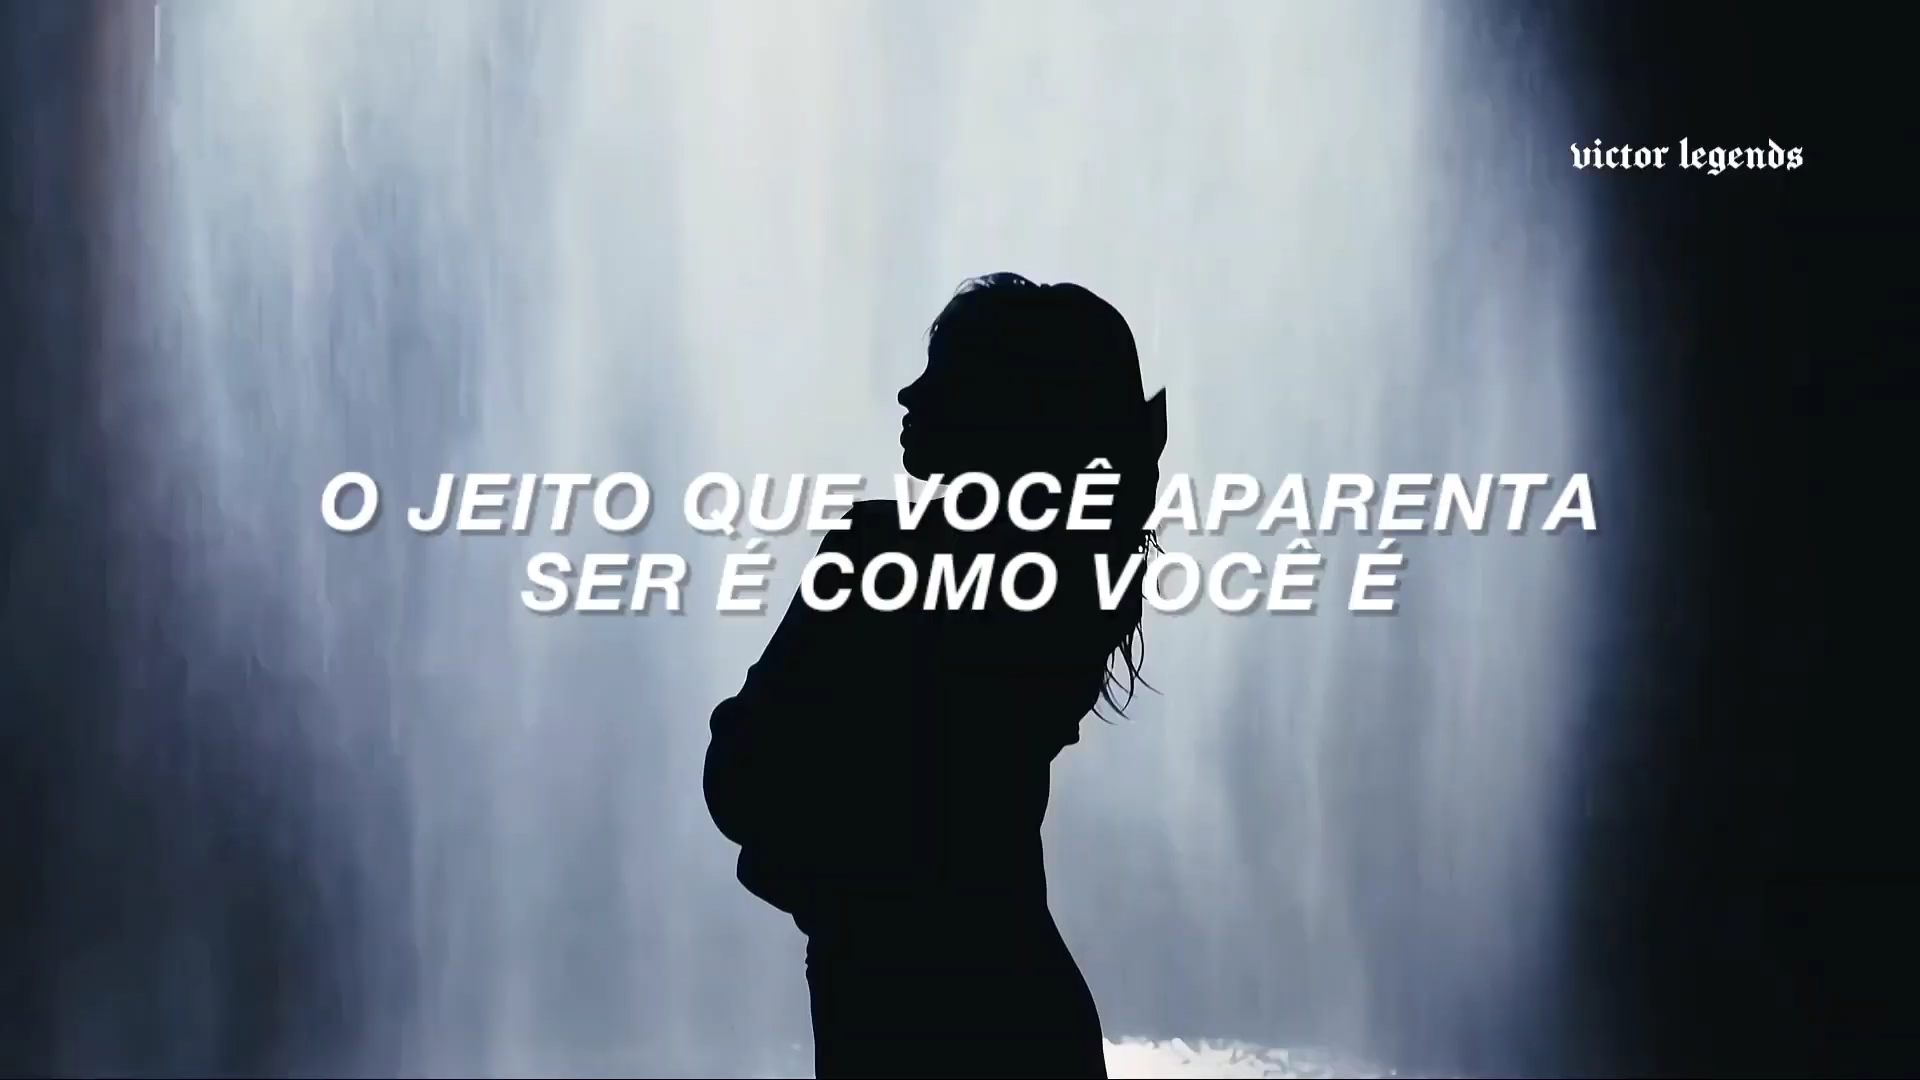 victor legends
O JEITO QUE VOCÊ APARENTA
SER É COMO VOCÊ É